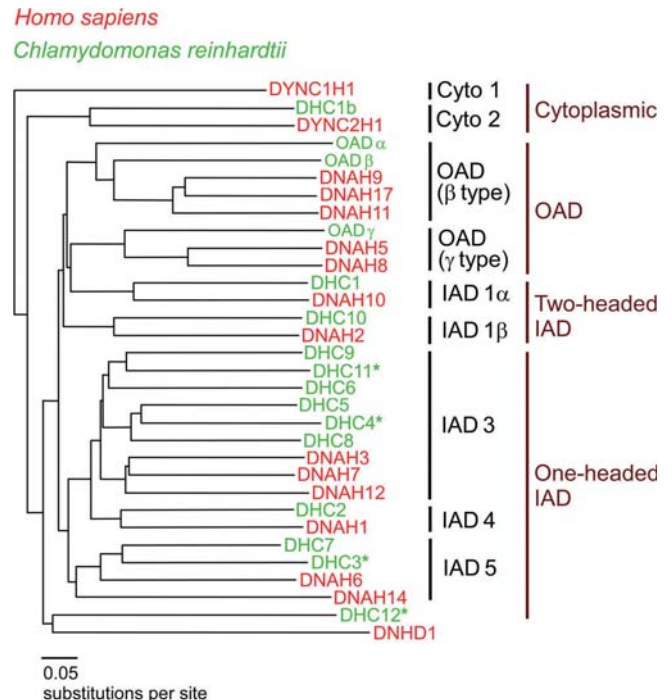 Homo sapiens
Chlamydomonas reinhardtii
DYNC1H1
DHC1b
DYNC2H1
OAD α
OAD β
DNAH9
DNAH17
DNAH11
OAD γ
DNAH5
DNAH8
DHC1
DNAH10
DHC10
DNAH2
DHC9
DHC11*
DHC6
DHC5
DHC4*
DHC8
DNAH3
DNAH7
DNAH12
DHC2
DNAH1
DHC7
DHC3*
DNAH6
DNAH14
DHC12*
DNHD1
Cyto 1
Cyto 2
OAD
(β type)
OAD
(γ type)
IAD 1α
IAD 1β
IAD 3
IAD 4
IAD 5
Cytoplasmic
OAD
Two-headed
IAD
One-headed
IAD
0.05
substitutions per site